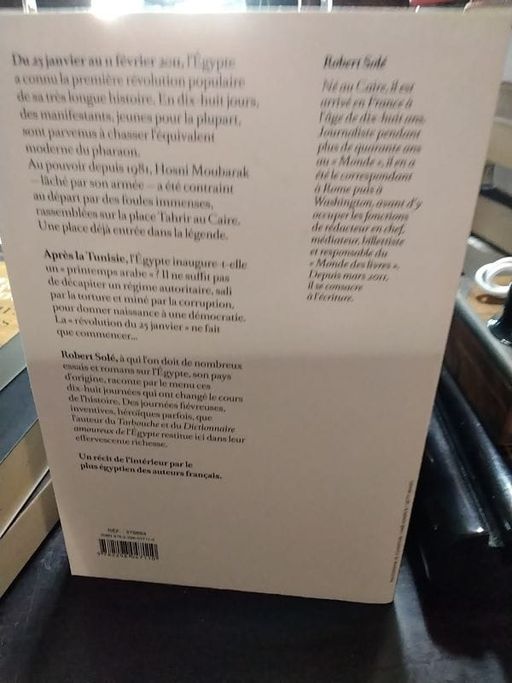 Du 25 janvier au 11 février 2011, l'Égypte
a connu la première révolution populaire
de sa très longue histoire. En dix-huit jours,
des manifestants, jeunes pour la plupart,
sont parvenus à chasser l'équivalent
moderne du pharaon.
Au pouvoir depuis 1981, Hosni Moubarak
– lâché par son armée – a été contraint
au départ par des foules immenses,
rassemblées sur la place Tahrir au Caire.
Une place déjà entrée dans la légende.
Après la Tunisie, l'Égypte inaugure-t-elle
un « printemps arabe » ? Il ne suffit pas
de décapiter un régime autoritaire, sali
par la torture et miné par la corruption,
pour donner naissance à une démocratie.
La « révolution du 25 janvier » ne fait
que commencer...
Robert Solé, à qui l'on doit de nombreux
essais et romans sur l'Égypte, son pays
d'origine, raconte par le menu ces
dix-huit journées qui ont changé le cours
de l'histoire. Des journées fiévreuses,
inventives, héroïques parfois, que
l'auteur du Tarbouche et du Dictionnaire
amoureux de l'Égypte restitue ici dans leur
effervescente richesse.
Un récit de l'intérieur par le
plus égyptien des auteurs français.
Robert Solé
Né au Caire, il est
arrivé en France à
l'âge de dix-huit ans.
Journaliste pendant
plus de quarante ans
au « Monde », il en a
été le correspondant
à Rome puis à
Washington, avant d'y
occuper les fonctions
de rédacteur en chef,
médiateur, billettiste
et responsable du
« Monde des livres ».
Depuis mars 2011,
il se consacre
à l'écriture.
RÉF.
ISBN